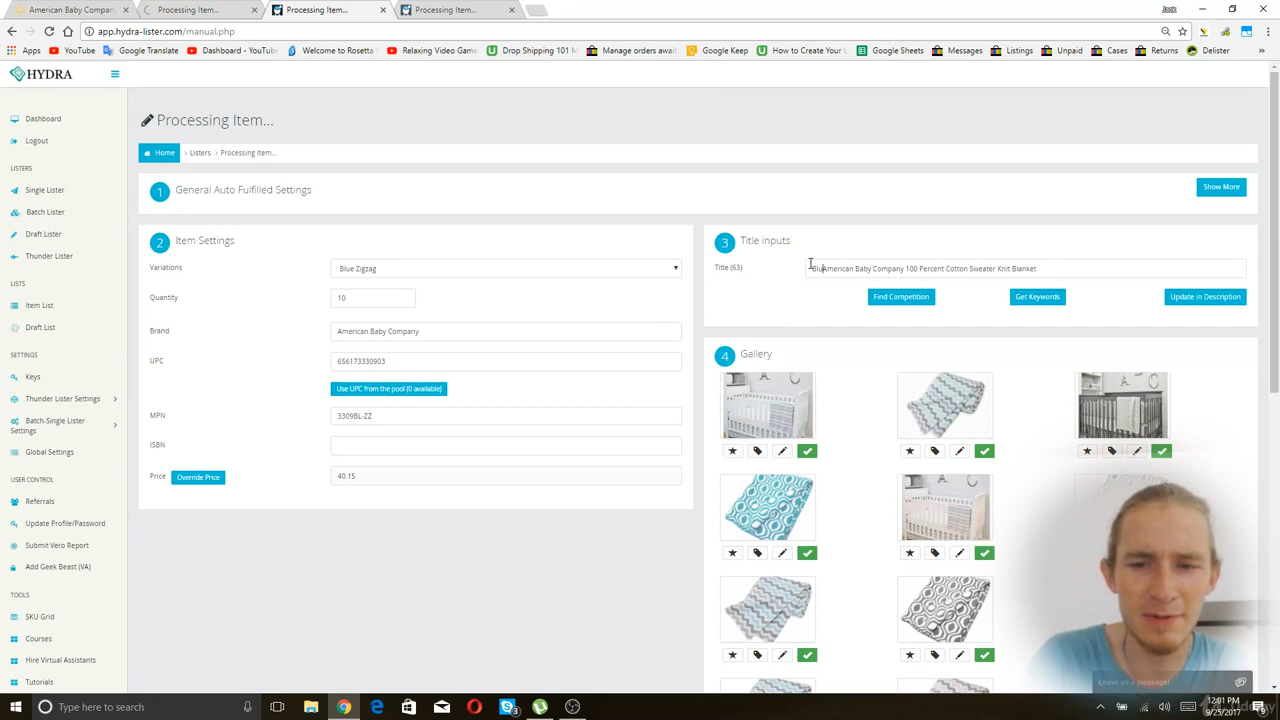 American Baby Company
Processing Item...
Processing Item...
Processing Item...
app.hydra-lister.com/manual.php
Apps
YouTube
Google Translate
Dashboard - YouTub
Welcome to Rosetta
Relaxing Video Game
Drop Shipping 101 M
Manage orders await
Google Keep
How to Create Your
Google Sheets
Messages
Listings
Unpaid
Cases
Returns
Delister
HYDRA
Dashboard
Logout
LISTERS
Single Lister
Batch Lister
Draft Lister
Thunder Lister
LISTS
Item List
Draft List
SETTINGS
Keys
Thunder Lister Settings
Batch-Single Lister
Settings
Global Settings
USER CONTROL
Referrals
Update Profile/Password
Submit Vero Report
Add Geek Beast (VA)
TOOLS
SKU Grid
Courses
Hire Virtual Assistants
Tutorials
Processing Item...
Home > Listers > Processing Item...
1 General Auto Fulfilled Settings
Show More
2 Item Settings
Variations Blue Zigzag
Quantity 10
Brand American Baby Company
UPC 656173330903
Use UPC from the pool (0 available)
MPN 3309BL-ZZ
ISBN
Price Override Price 40.15
3 Title inputs
Title (63) BluAmerican Baby Company 100 Percent Cotton Sweater Knit Blanket
Find Competition
Get Keywords
Update in Description
4 Gallery
Leave us a message!
Type here to search
3
12:01 PM
9/25/2017
9